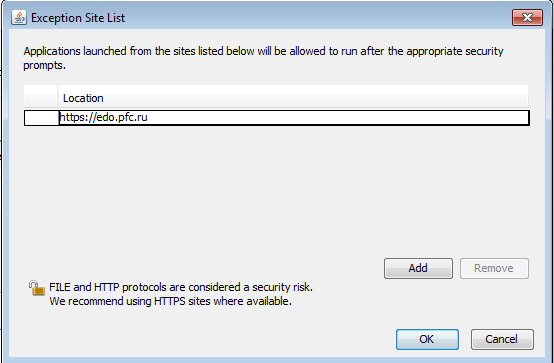 Exception Site List
Applications launched from the sites listed below will be allowed to run after the appropriate security
prompts.
Location
https://edo.pfc.ru
Add
Remove
FILE and HTTP protocols are considered a security risk.
We recommend using HTTPS sites where available.
OK
Cancel